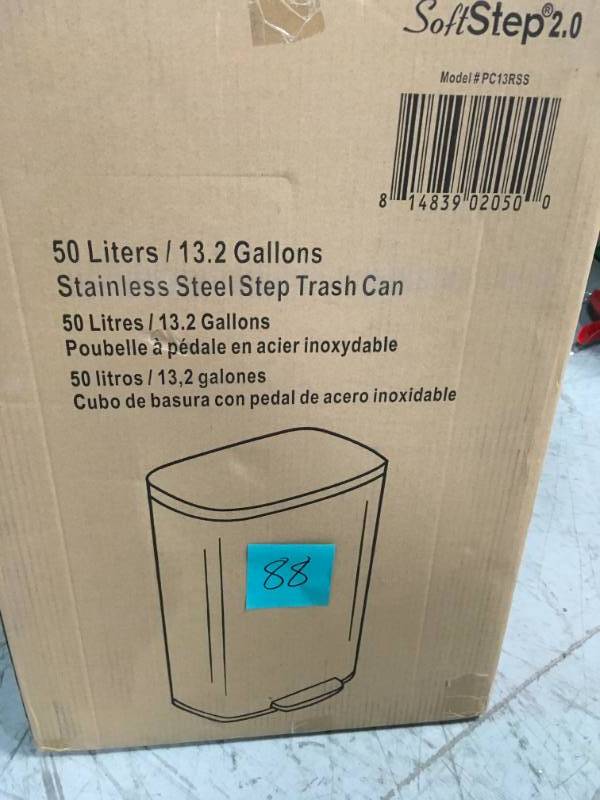 SoftStep®2.0
Model # PC13RSS
8 14839 02050 0
50 Liters / 13.2 Gallons
Stainless Steel Step Trash Can
50 Litres / 13.2 Gallons
Poubelle à pédale en acier inoxydable
50 litros / 13,2 galones
Cubo de basura con pedal de acero inoxidable
88